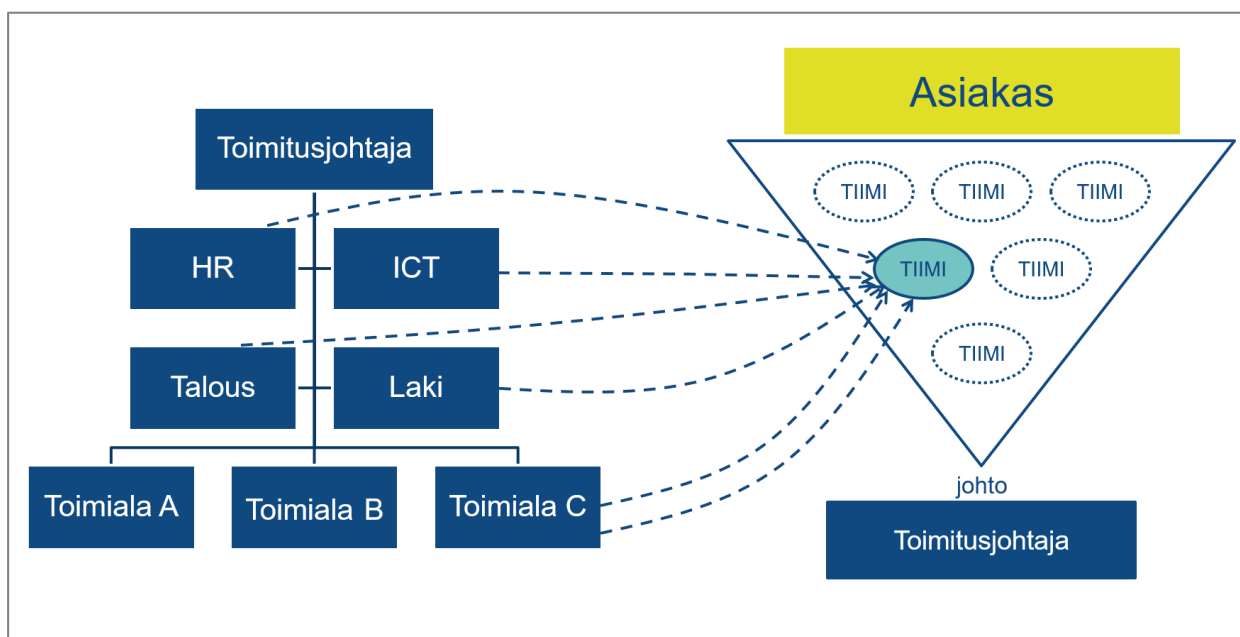 Toimitusjohtaja
HR
ICT
Talous
Laki
Toimiala A
Toimiala B
Toimiala C
Asiakas
TIIMI
TIIMI
TIIMI
TIIMI
TIIMI
TIIMI
johto
Toimitusjohtaja